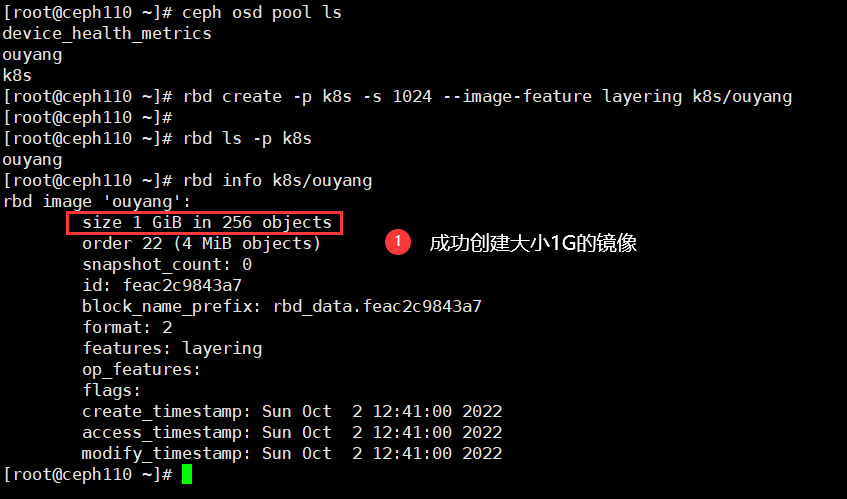 [root@ceph110 ~]# ceph osd pool ls
device_health_metrics
ouyang
k8s
[root@ceph110 ~]# rbd create -p k8s -s 1024 --image-feature layering k8s/ouyang
[root@ceph110 ~]#
[root@ceph110 ~]# rbd ls -p k8s
ouyang
[root@ceph110 ~]# rbd info k8s/ouyang
rbd image 'ouyang':
size 1 GiB in 256 objects
order 22 (4 MiB objects)
1 成功创建大小1G的镜像
snapshot_count: 0
id: feac2c9843a7
block_name_prefix: rbd_data.feac2c9843a7
format: 2
features: layering
op_features:
flags:
create_timestamp: Sun Oct  2 12:41:00 2022
access_timestamp: Sun Oct  2 12:41:00 2022
modify_timestamp: Sun Oct  2 12:41:00 2022
[root@ceph110 ~]#